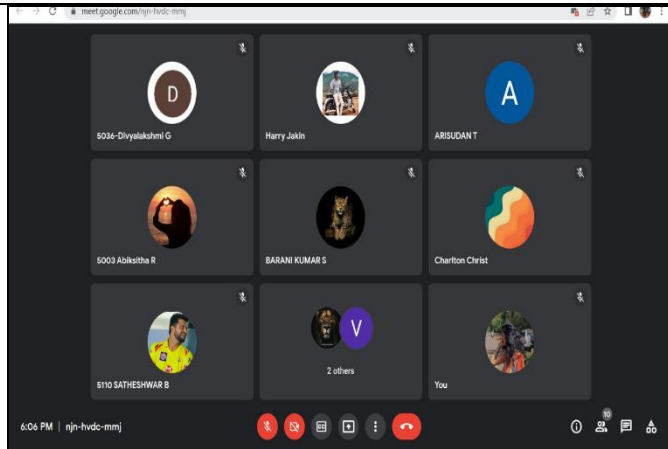 meet.google.com/njn-hvdc-mmj
D
5036-Divyalakshmi G
Harry Jakin
A
ARISUDAN T
5003 Abiksitha R
BARANI KUMAR S
Charlton Christ
5110 SATHESHWAR B
V
2 others
You
6:06 PM | njn-hvdc-mmj
10